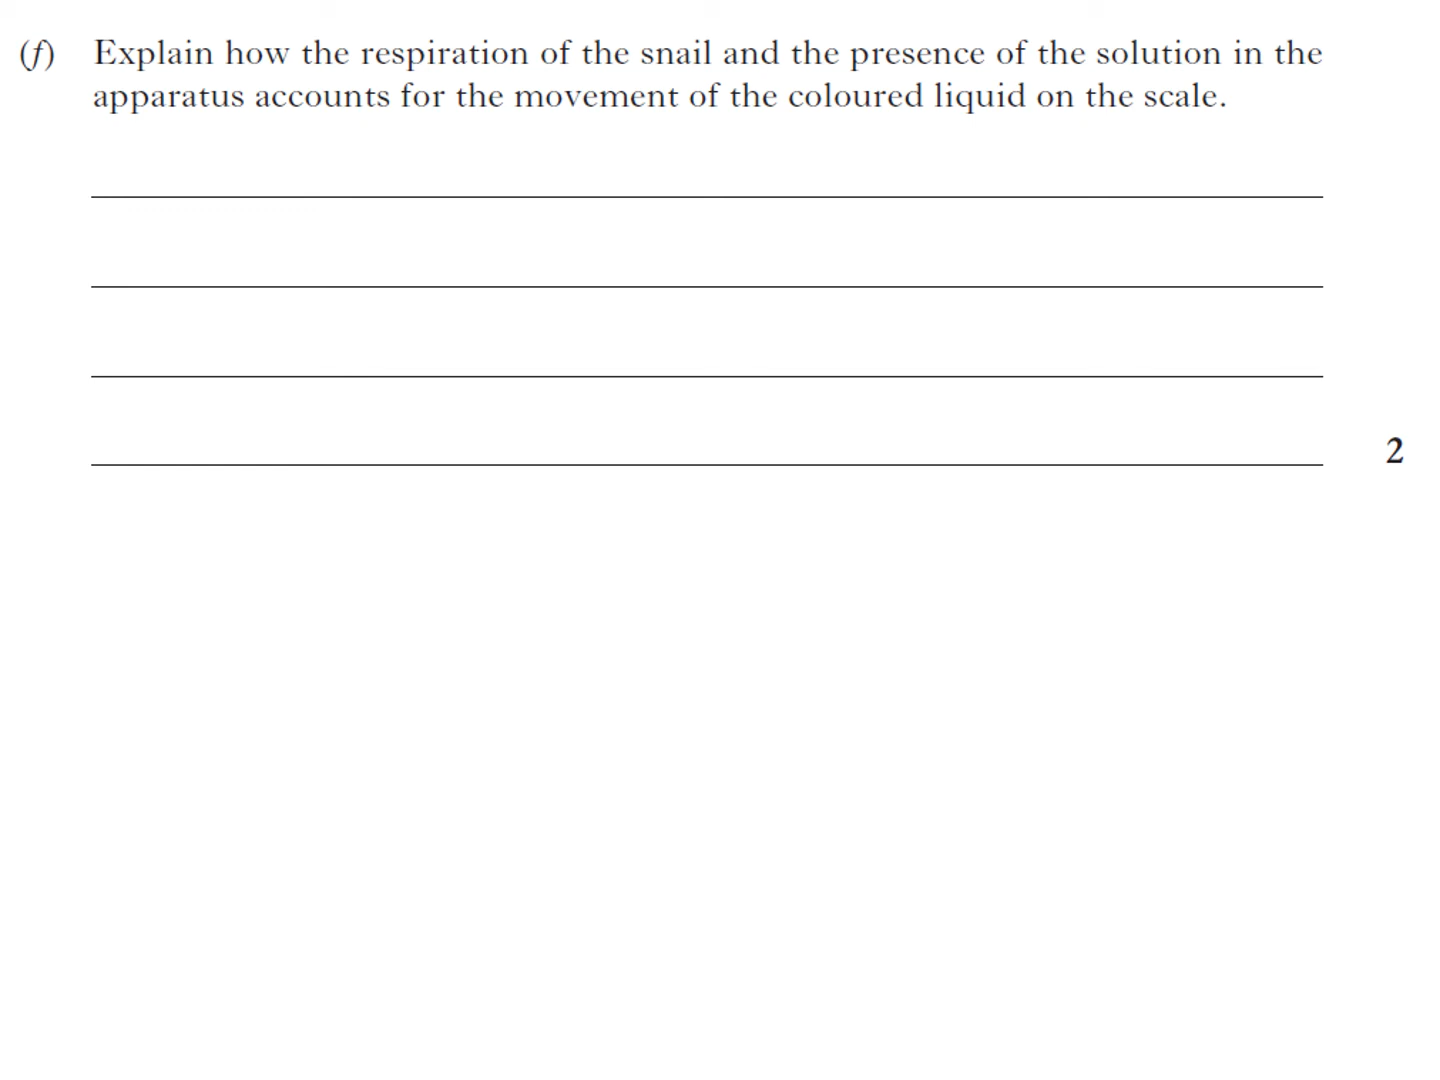 (f) Explain how the respiration of the snail and the presence of the solution in the
apparatus accounts for the movement of the coloured liquid on the scale.
2